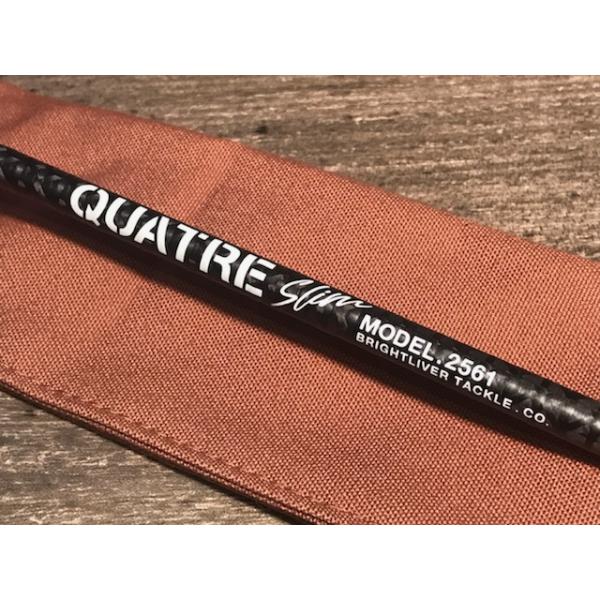 QUATRE Slim
MODEL.2561
BRIGHTLIVER TACKLE.CO.